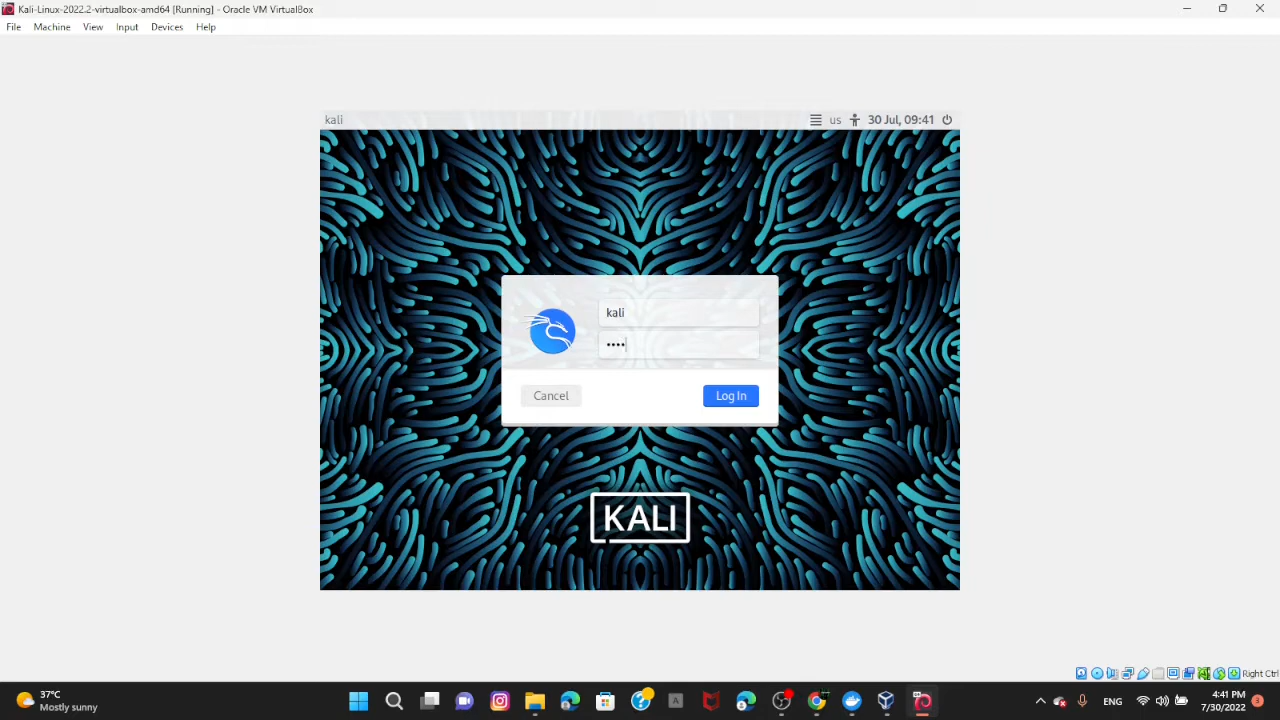 Kali-Linux-2022.2-virtualbox-amd64 [Running] - Oracle VM VirtualBox
File Machine View Input Devices Help
kali us 30 Jul, 09:41
kali
••••
Cancel Log In
KALI
Right Ctrl
37°C
Mostly sunny
A
ENG
4:41 PM
7/30/2022
3